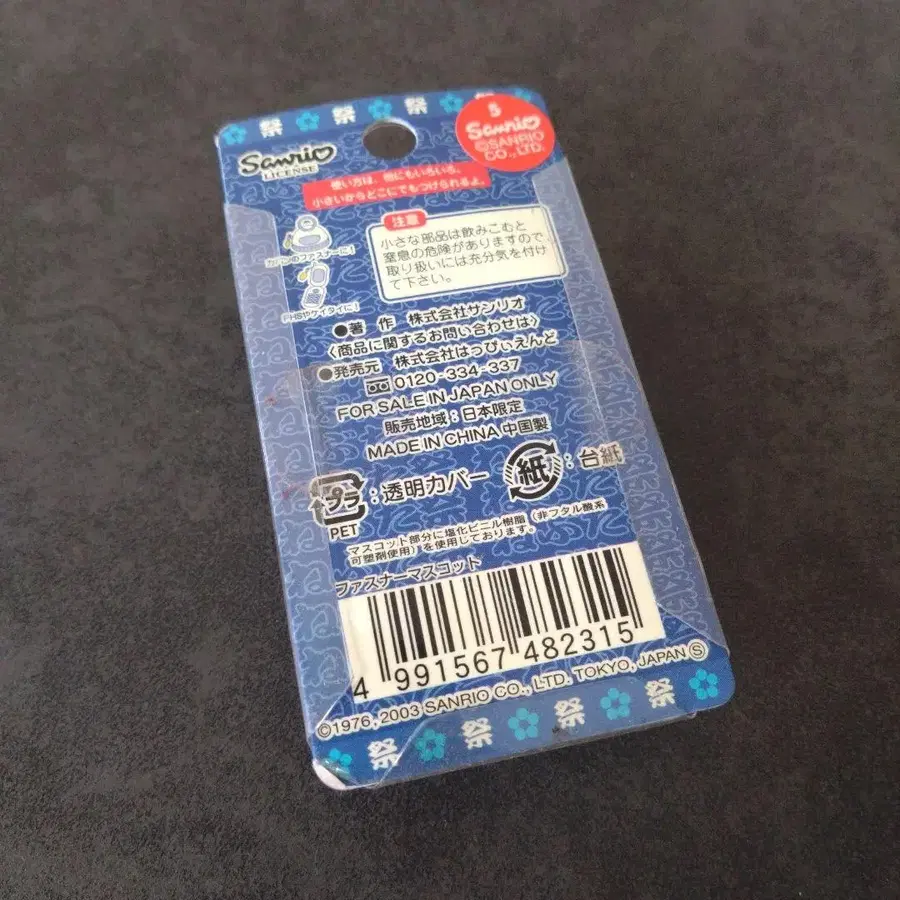 祭 祭 祭 祭
5
Sanrio
©SANRIO
CO.,LTD.
Sanrio
LICENSE
使い方は、他にもいろいろ。
小さいからどこにでもつけられるよ。
注意
小さな部品は飲みこむと
窒息の危険がありますので
取り扱いには充分気を付け
て下さい。
カバンのファスナーに!
PHSやケイタイに!
●著 作 株式会社サンリオ
〈商品に関するお問い合わせは〉
●発売元 株式会社はっぴぃえんど
0120-334-337
FOR SALE IN JAPAN ONLY
販売地域:日本限定
MADE IN CHINA 中国製
プラ:透明カバー 紙:台紙
PET
マスコット部分に塩化ビニル樹脂(非フタル酸系
可塑剤使用)を使用しております。
ファスナーマスコット
4 991567 482315
©1976, 2003 SANRIO CO., LTD. TOKYO, JAPAN Ⓢ
祭 祭 祭 祭